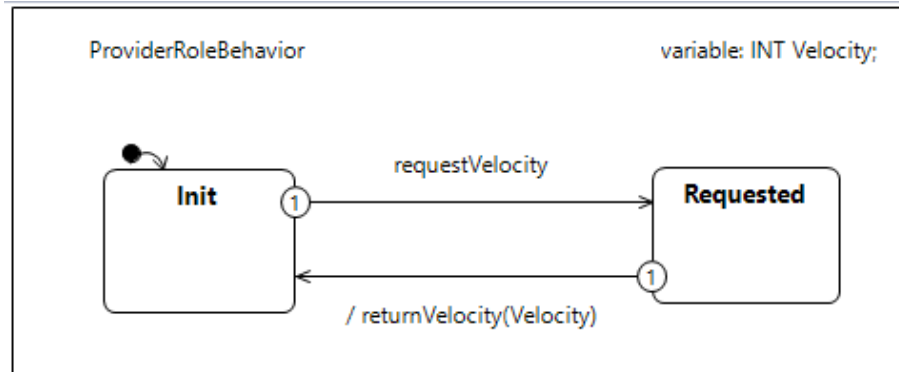 ProviderRoleBehavior
variable: INT Velocity;
requestVelocity
Init
1
Requested
1
/ returnVelocity(Velocity)